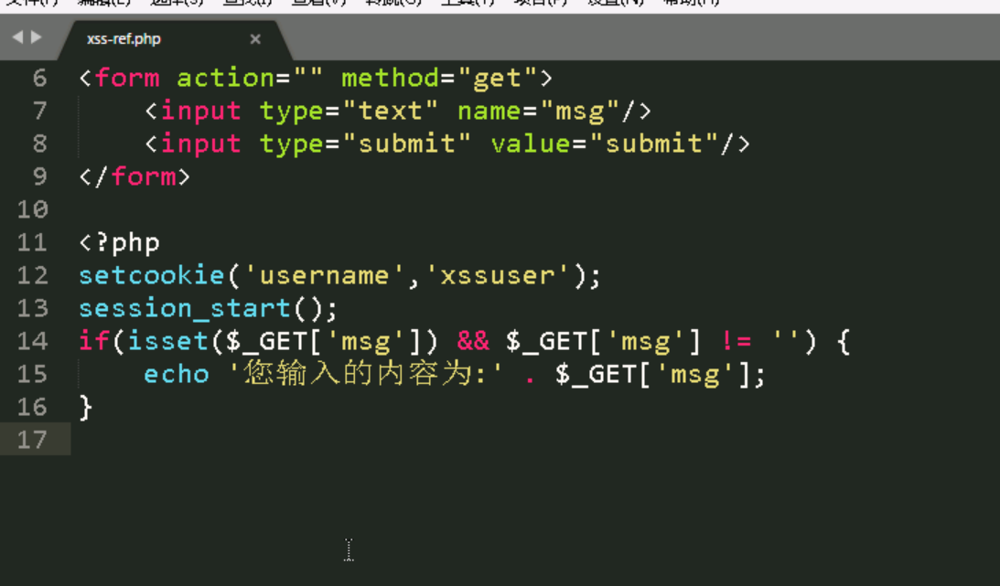 xss-ref.php
6 <form action="" method="get">
7 <input type="text" name="msg"/>
8 <input type="submit" value="submit"/>
9 </form>
10
11 <?php
12 setcookie('username','xssuser');
13 session_start();
14 if(isset($_GET['msg']) && $_GET['msg'] != '') {
15 echo '您输入的内容为:' . $_GET['msg'];
16 }
17